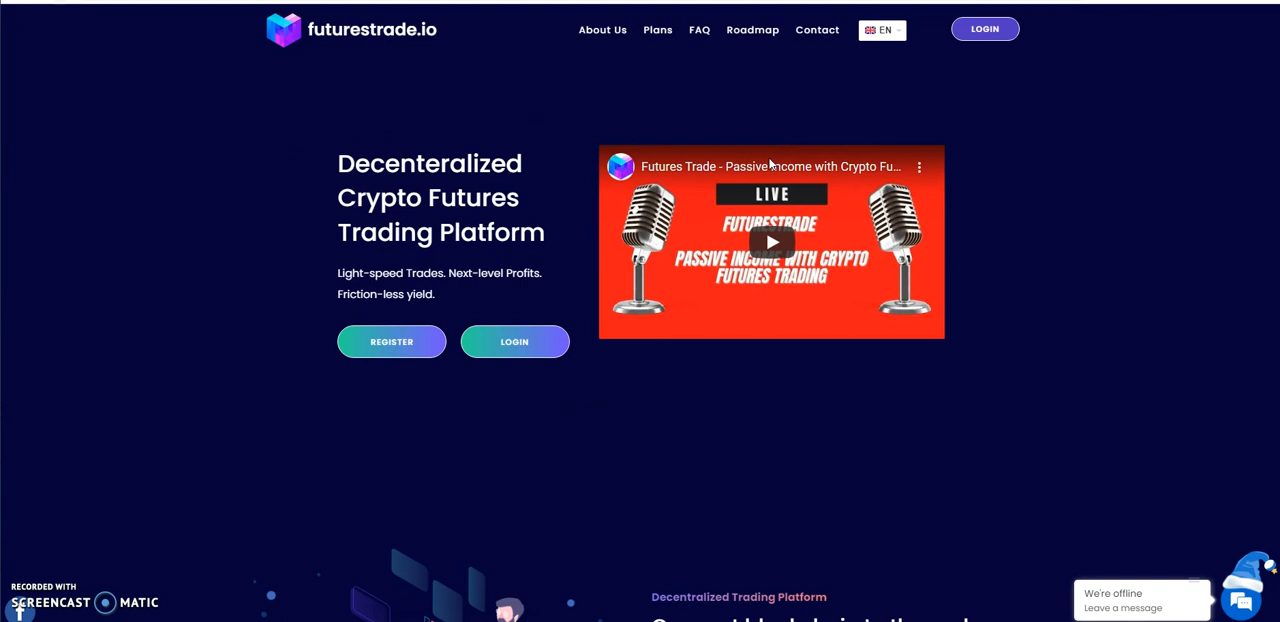 futurestrade.io
About Us Plans FAQ Roadmap Contact EN LOGIN
Decenteralized
Crypto Futures
Trading Platform
Light-speed Trades. Next-level Profits.
Friction-less yield.
REGISTER LOGIN
Futures Trade - Passive Income with Crypto Fu...
LIVE
FUTURESTRADE
PASSIVE INCOME WITH CRYPTO
FUTURES TRADING
RECORDED WITH
SCREENCAST MATIC
Decentralized Trading Platform
We're offline
Leave a message